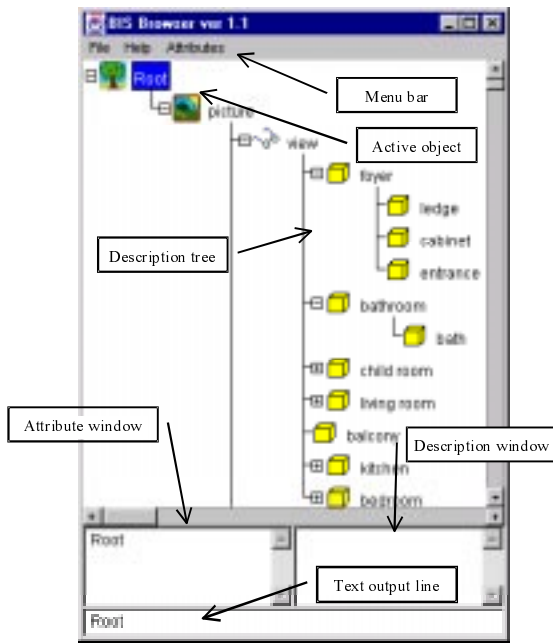 BIS Browser ver 1.1
File Help Attributes
Root
Menu bar
picture
Active object
view
foyer
ledge
Description tree
cabinet
entrance
bathroom
bath
child room
living room
Attribute window
balcony
Description window
kitchen
bedroom
Root
Text output line
Root